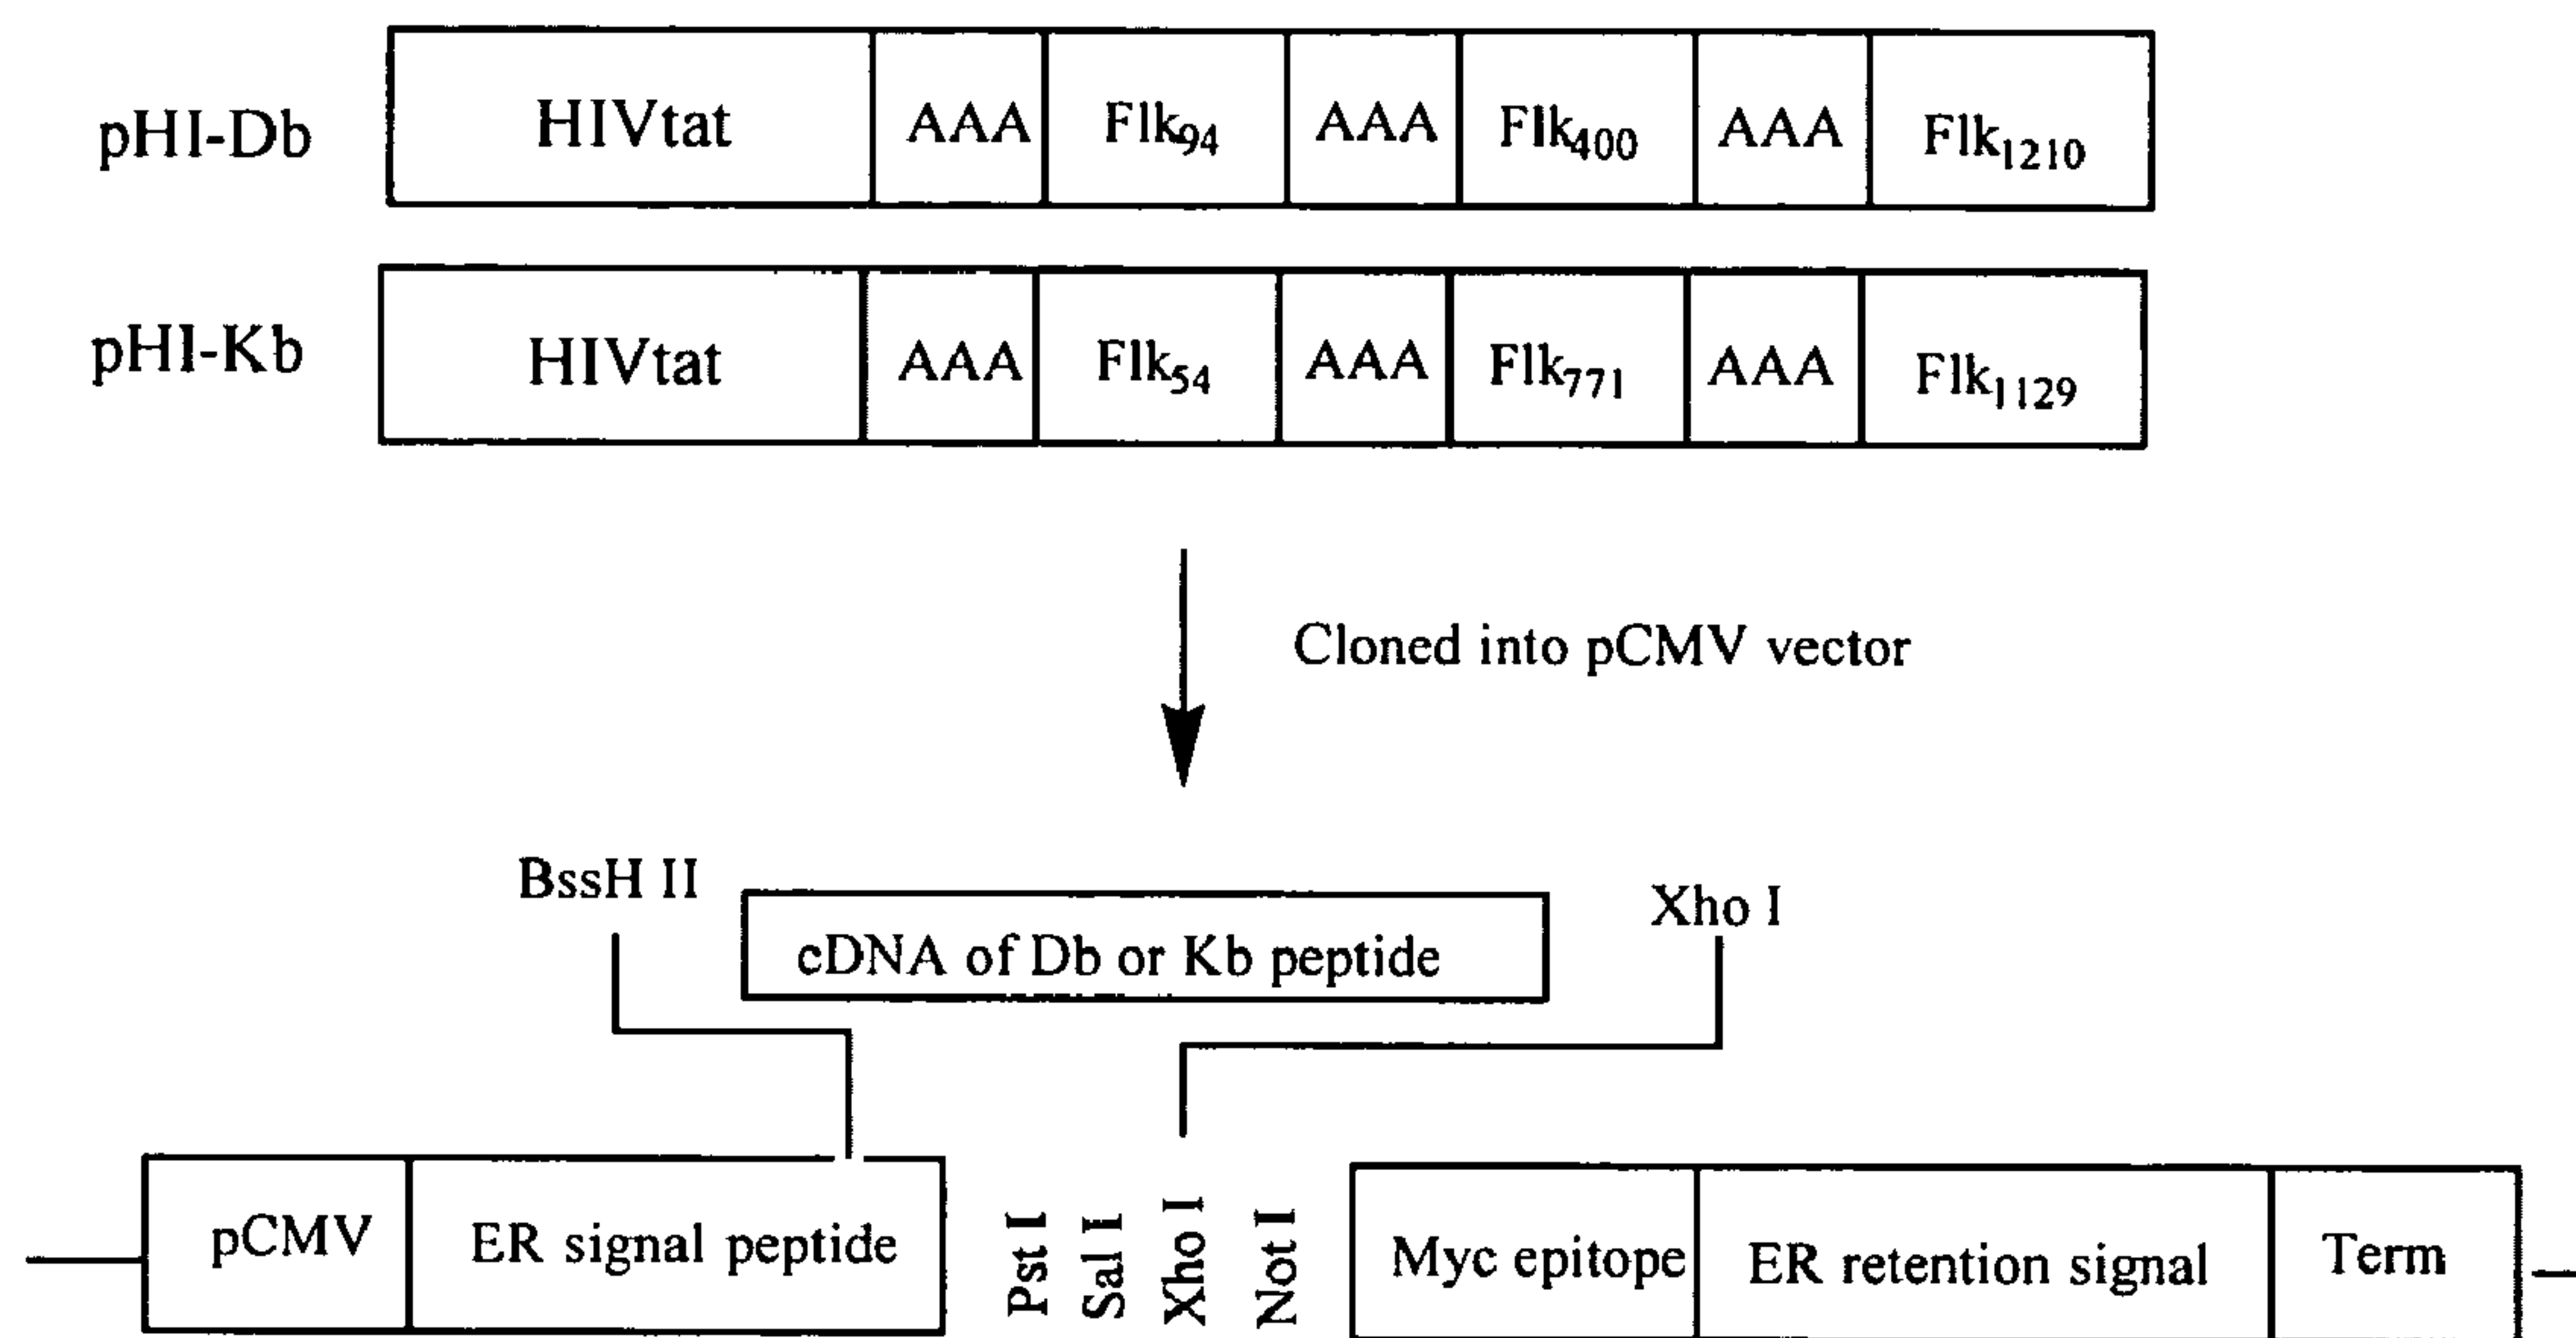 pHI-Db HIVtat AAA Flk94 AAA Flk400 AAA Flk1210
pHI-Kb HIVtat AAA Flk54 AAA Flk771 AAA Flk1129
Cloned into pCMV vector
BssH II
cDNA of Db or Kb peptide
Xho I
pCMV ER signal peptide Pst I Sal I Xho I Not I Myc epitope ER retention signal Term